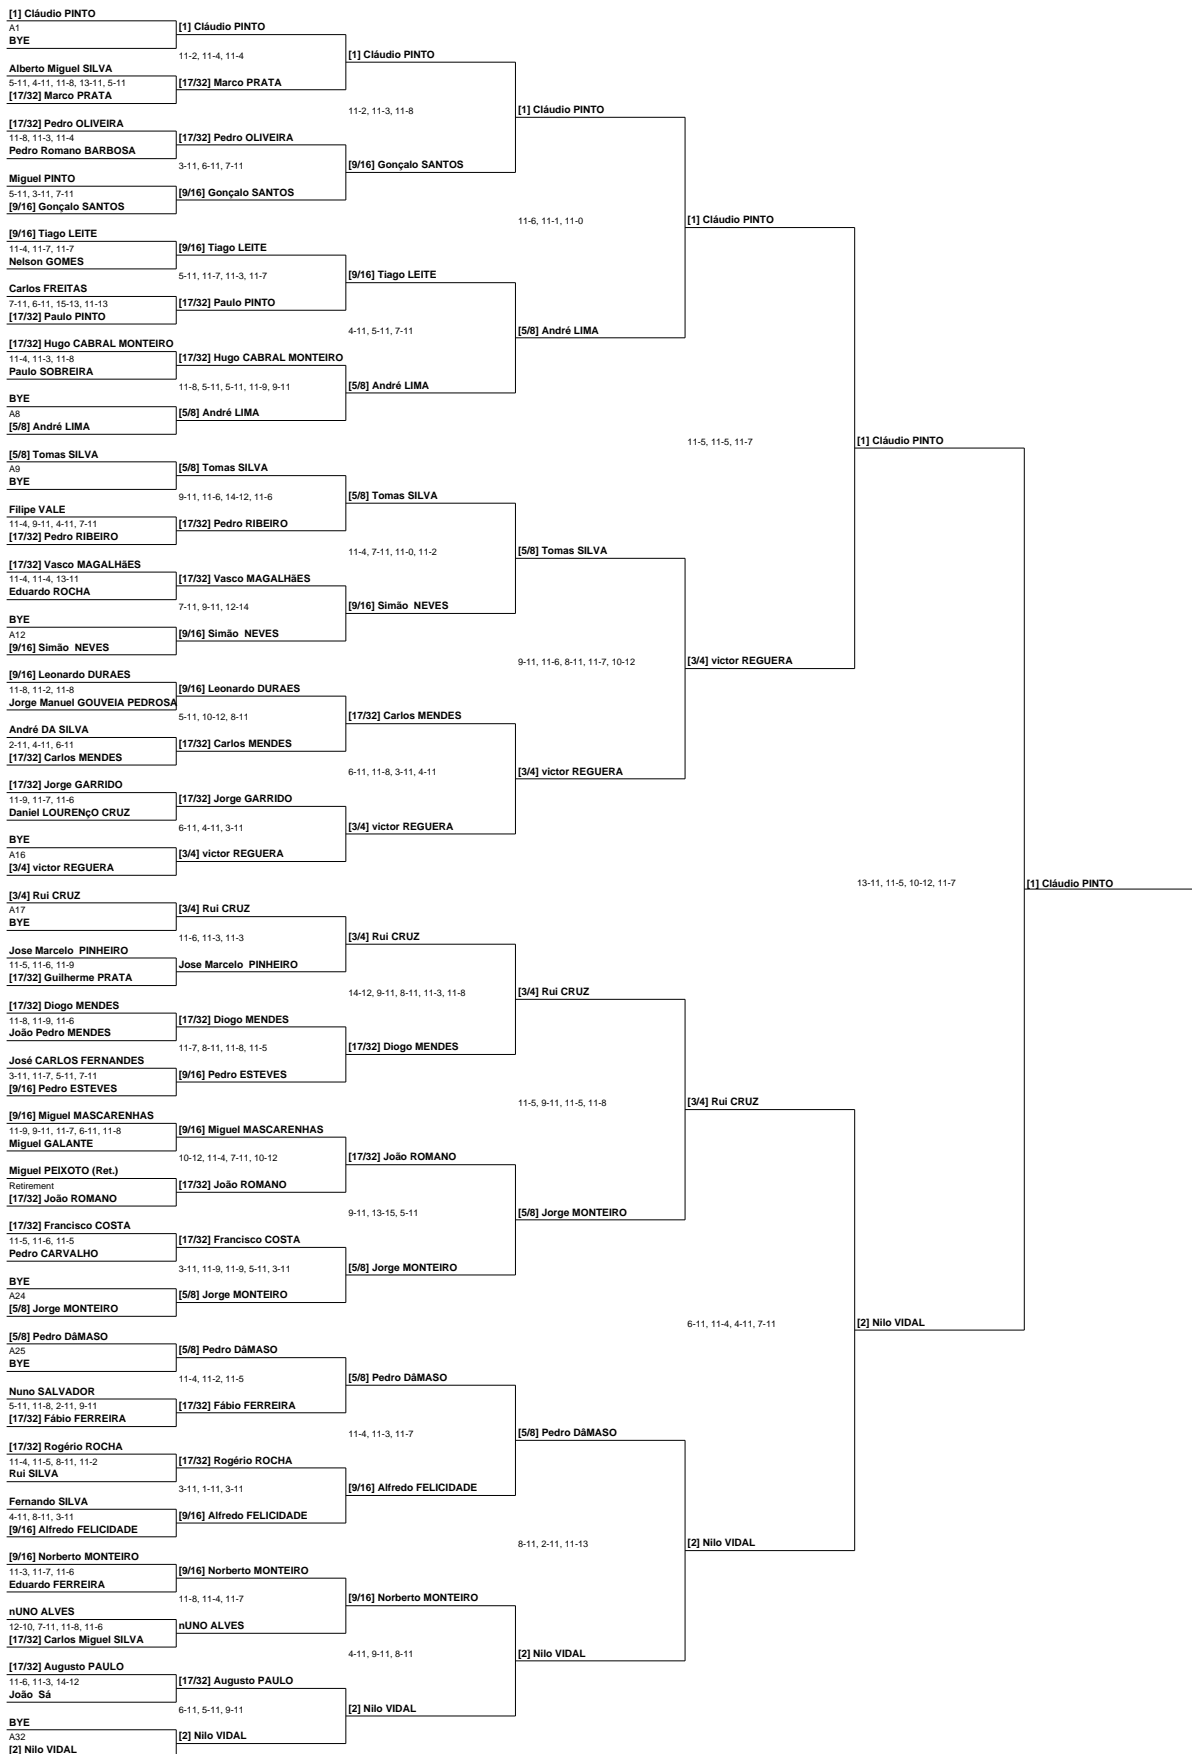 [1] Cláudio PINTO
A1
BYE
Alberto Miguel SILVA
5-11, 4-11, 11-8, 13-11, 5-11
[17/32] Marco PRATA
[17/32] Pedro OLIVEIRA
11-8, 11-3, 11-4
Pedro Romano BARBOSA
Miguel PINTO
5-11, 3-11, 7-11
[9/16] Gonçalo SANTOS
[9/16] Tiago LEITE
11-4, 11-7, 11-7
Nelson GOMES
Carlos FREITAS
7-11, 6-11, 15-13, 11-13
[17/32] Paulo PINTO
[17/32] Hugo CABRAL MONTEIRO
11-4, 11-3, 11-8
Paulo SOBREIRA
BYE
A8
[5/8] André LIMA
[5/8] Tomas SILVA
A9
BYE
Filipe VALE
11-4, 9-11, 4-11, 7-11
[17/32] Pedro RIBEIRO
[17/32] Vasco MAGALHãES
11-4, 11-4, 13-11
Eduardo ROCHA
BYE
A12
[9/16] Simão  NEVES
[9/16] Leonardo DURAES
11-8, 11-2, 11-8
Jorge Manuel GOUVEIA PEDROSA
André DA SILVA
2-11, 4-11, 6-11
[17/32] Carlos MENDES
[17/32] Jorge GARRIDO
11-9, 11-7, 11-6
Daniel LOURENçO CRUZ
BYE
A16
[3/4] victor REGUERA
[3/4] Rui CRUZ
A17
BYE
Jose Marcelo  PINHEIRO
11-5, 11-6, 11-9
[17/32] Guilherme PRATA
[17/32] Diogo MENDES
11-8, 11-9, 11-6
João Pedro MENDES
José CARLOS FERNANDES
3-11, 11-7, 5-11, 7-11
[9/16] Pedro ESTEVES
[9/16] Miguel MASCARENHAS
11-9, 9-11, 11-7, 6-11, 11-8
Miguel GALANTE
Miguel PEIXOTO (Ret.)
Retirement
[17/32] João ROMANO
[17/32] Francisco COSTA
11-5, 11-6, 11-5
Pedro CARVALHO
BYE
A24
[5/8] Jorge MONTEIRO
[5/8] Pedro DâMASO
A25
BYE
Nuno SALVADOR
5-11, 11-8, 2-11, 9-11
[17/32] Fábio FERREIRA
[17/32] Rogério ROCHA
11-4, 11-5, 8-11, 11-2
Rui SILVA
Fernando SILVA
4-11, 8-11, 3-11
[9/16] Alfredo FELICIDADE
[9/16] Norberto MONTEIRO
11-3, 11-7, 11-6
Eduardo FERREIRA
nUNO ALVES
12-10, 7-11, 11-8, 11-6
[17/32] Carlos Miguel SILVA
[17/32] Augusto PAULO
11-6, 11-3, 14-12
João  Sá
BYE
A32
[2] Nilo VIDAL
[1] Cláudio PINTO
11-2, 11-4, 11-4
[17/32] Marco PRATA
[17/32] Pedro OLIVEIRA
3-11, 6-11, 7-11
[9/16] Gonçalo SANTOS
[9/16] Tiago LEITE
5-11, 11-7, 11-3, 11-7
[17/32] Paulo PINTO
[17/32] Hugo CABRAL MONTEIRO
11-8, 5-11, 5-11, 11-9, 9-11
[5/8] André LIMA
[5/8] Tomas SILVA
9-11, 11-6, 14-12, 11-6
[17/32] Pedro RIBEIRO
[17/32] Vasco MAGALHãES
7-11, 9-11, 12-14
[9/16] Simão  NEVES
[9/16] Leonardo DURAES
5-11, 10-12, 8-11
[17/32] Carlos MENDES
[17/32] Jorge GARRIDO
6-11, 4-11, 3-11
[3/4] victor REGUERA
[3/4] Rui CRUZ
11-6, 11-3, 11-3
Jose Marcelo  PINHEIRO
[17/32] Diogo MENDES
11-7, 8-11, 11-8, 11-5
[9/16] Pedro ESTEVES
[9/16] Miguel MASCARENHAS
10-12, 11-4, 7-11, 10-12
[17/32] João ROMANO
[17/32] Francisco COSTA
3-11, 11-9, 11-9, 5-11, 3-11
[5/8] Jorge MONTEIRO
[5/8] Pedro DâMASO
11-4, 11-2, 11-5
[17/32] Fábio FERREIRA
[17/32] Rogério ROCHA
3-11, 1-11, 3-11
[9/16] Alfredo FELICIDADE
[9/16] Norberto MONTEIRO
11-8, 11-4, 11-7
nUNO ALVES
[17/32] Augusto PAULO
6-11, 5-11, 9-11
[2] Nilo VIDAL
[1] Cláudio PINTO
11-2, 11-3, 11-8
[9/16] Gonçalo SANTOS
[9/16] Tiago LEITE
4-11, 5-11, 7-11
[5/8] André LIMA
[5/8] Tomas SILVA
11-4, 7-11, 11-0, 11-2
[9/16] Simão  NEVES
[17/32] Carlos MENDES
6-11, 11-8, 3-11, 4-11
[3/4] victor REGUERA
[3/4] Rui CRUZ
14-12, 9-11, 8-11, 11-3, 11-8
[17/32] Diogo MENDES
[17/32] João ROMANO
9-11, 13-15, 5-11
[5/8] Jorge MONTEIRO
[5/8] Pedro DâMASO
11-4, 11-3, 11-7
[9/16] Alfredo FELICIDADE
[9/16] Norberto MONTEIRO
4-11, 9-11, 8-11
[2] Nilo VIDAL
[1] Cláudio PINTO
11-6, 11-1, 11-0
[5/8] André LIMA
[5/8] Tomas SILVA
9-11, 11-6, 8-11, 11-7, 10-12
[3/4] victor REGUERA
[3/4] Rui CRUZ
11-5, 9-11, 11-5, 11-8
[5/8] Jorge MONTEIRO
[5/8] Pedro DâMASO
8-11, 2-11, 11-13
[2] Nilo VIDAL
[1] Cláudio PINTO
11-5, 11-5, 11-7
[3/4] victor REGUERA
[3/4] Rui CRUZ
6-11, 11-4, 4-11, 7-11
[2] Nilo VIDAL
[1] Cláudio PINTO
13-11, 11-5, 10-12, 11-7
[2] Nilo VIDAL
[1] Cláudio PINTO